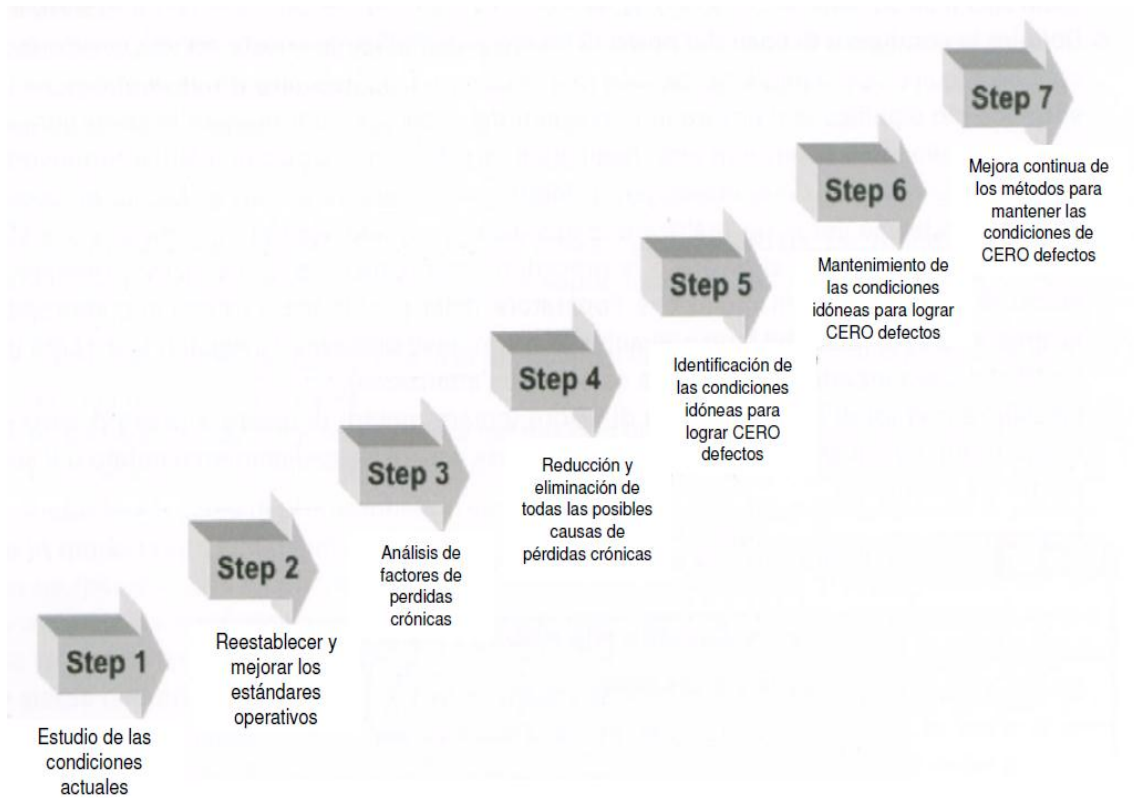 Step 1
Estudio de las
condiciones
actuales
Step 2
Reestablecer y
mejorar los
estándares
operativos
Step 3
Análisis de
factores de
perdidas
crónicas
Step 4
Reducción y
eliminación de
todas las posibles
causas de
pérdidas crónicas
Step 5
Identificación de
las condiciones
idóneas para
lograr CERO
defectos
Step 6
Mantenimiento de
las condiciones
idóneas para lograr
CERO defectos
Step 7
Mejora continua de
los métodos para
mantener las
condiciones de
CERO defectos